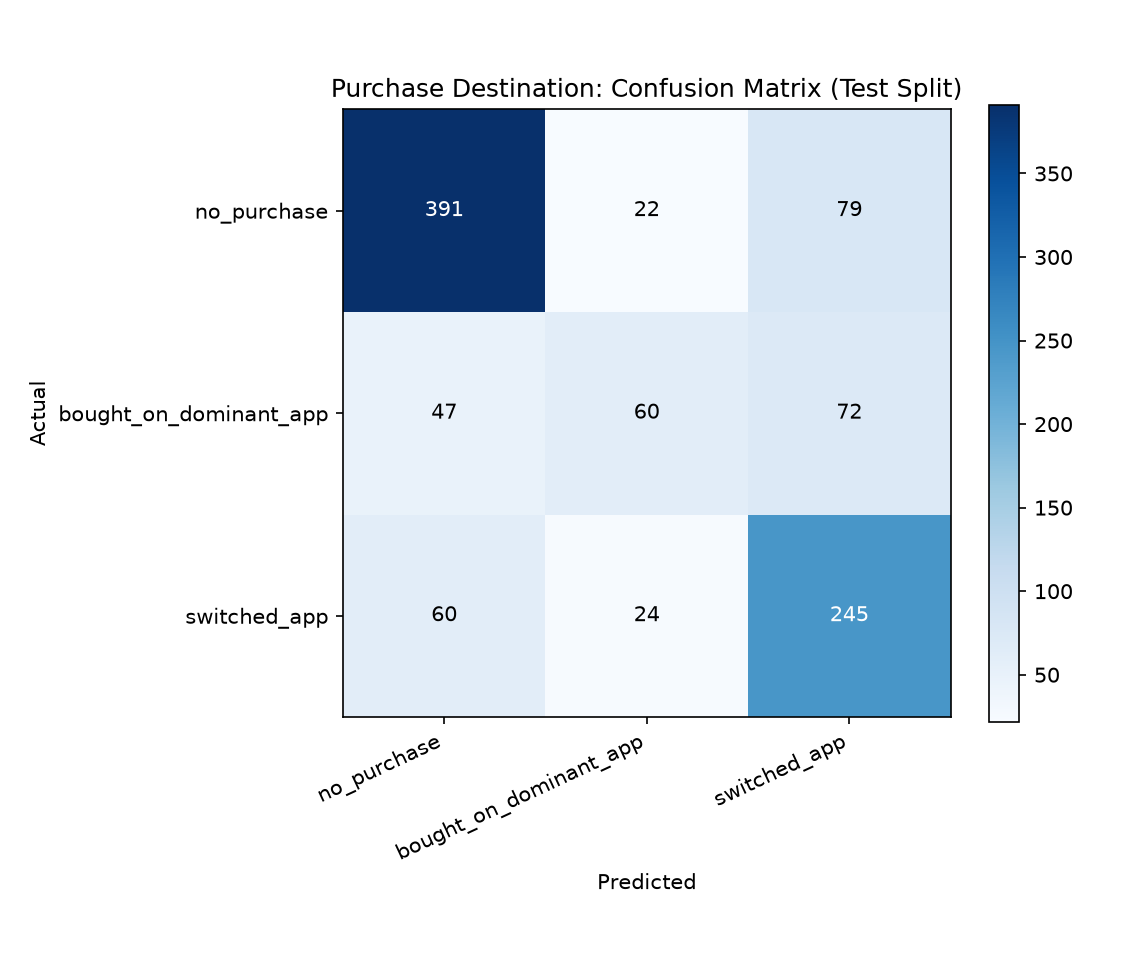 Purchase Destination: Confusion Matrix (Test Split)
Actual
no_purchase
391
22
79
bought_on_dominant_app
47
60
72
switched_app
60
24
245
no_purchase
bought_on_dominant_app
switched_app
Predicted
350
300
250
200
150
100
50